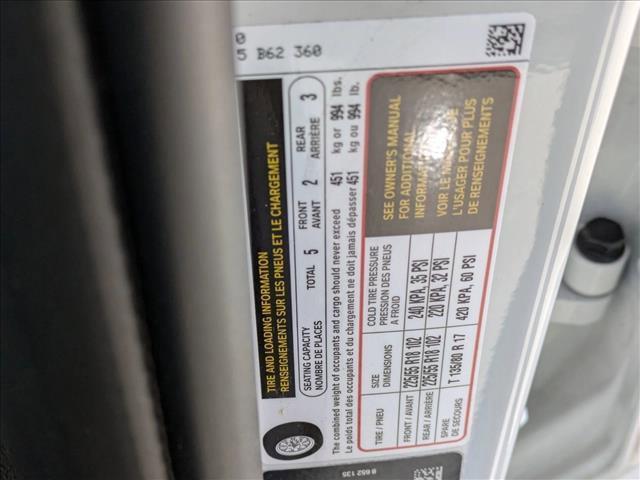 0
5 B62 360
TIRE AND LOADING INFORMATION
RENSEIGNEMENTS SUR LES PNEUS ET LE CHARGEMENT
SEATING CAPACITY
NOMBRE DE PLACES
TOTAL 5
FRONT
AVANT
2
REAR
ARRIÈRE
3
The combined weight of occupants and cargo should never exceed 451 kg or 994 lbs.
Le poids total des occupants et du chargement ne doit jamais dépasser 451 kg ou 994 lb.
TIRE / PNEU
SIZE
DIMENSIONS
COLD TIRE PRESSURE
PRESSION DES PNEUS
A FROID
FRONT / AVANT 225/55 R18 102 240 KPA, 35 PSI
REAR / ARRIÈRE 225/55 R18 102 220 KPA, 32 PSI
SPARE
DE SECOURS
T 135/80 R 17 420 KPA, 60 PSI
SEE OWNER'S MANUAL
FOR ADDITIONAL
INFORMATION
VOIR LE MANUEL DE
L'USAGER POUR PLUS
DE RENSEIGNEMENTS
8 652 135